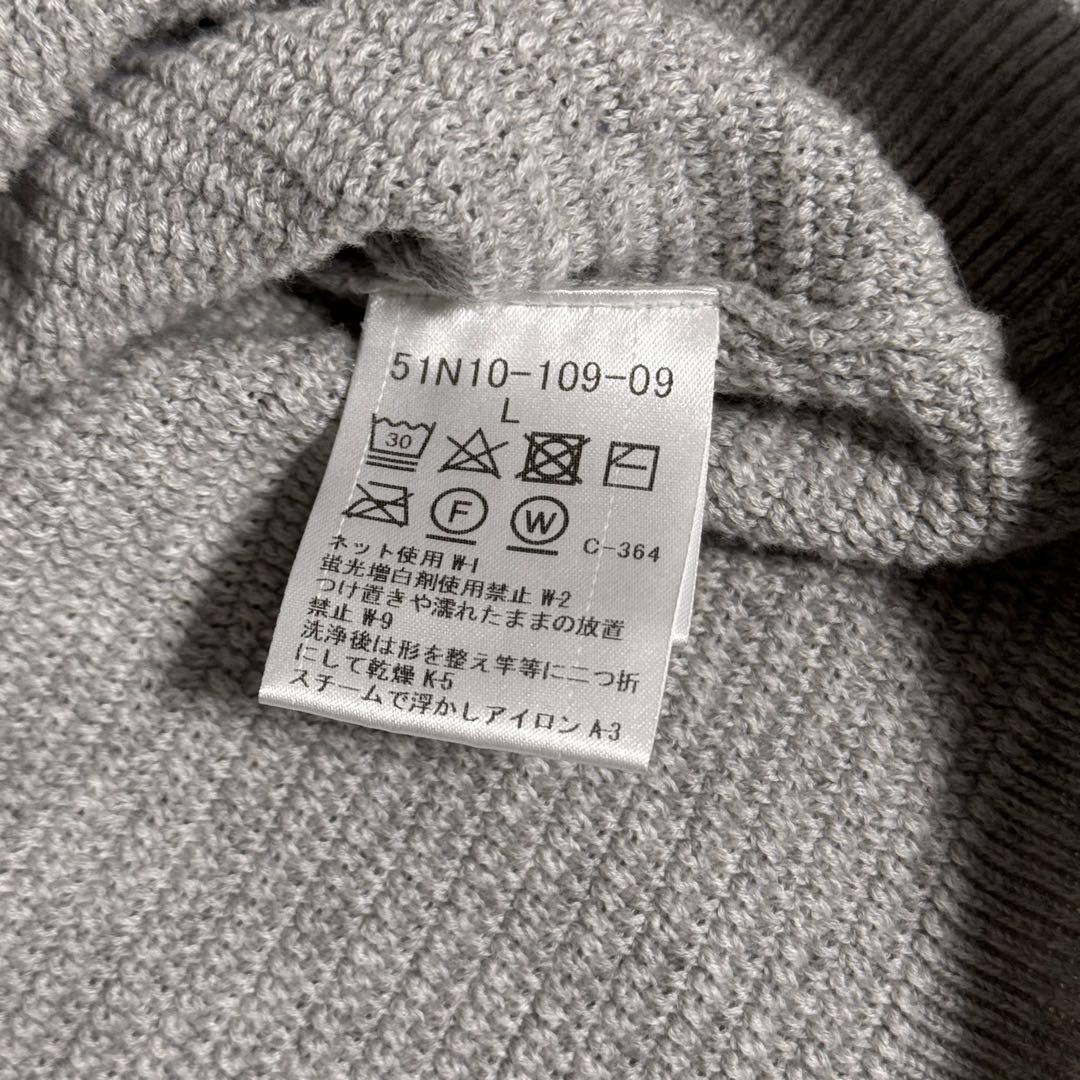 51N10-109-09
L
30
F W C-364
ネット使用 W-1
蛍光増白剤使用禁止 W-2
つけ置きや濡れたままの放置
禁止 W-9
洗浄後は形を整え竿等に二つ折
にして乾燥 K-5
スチームで浮かしアイロン A-3